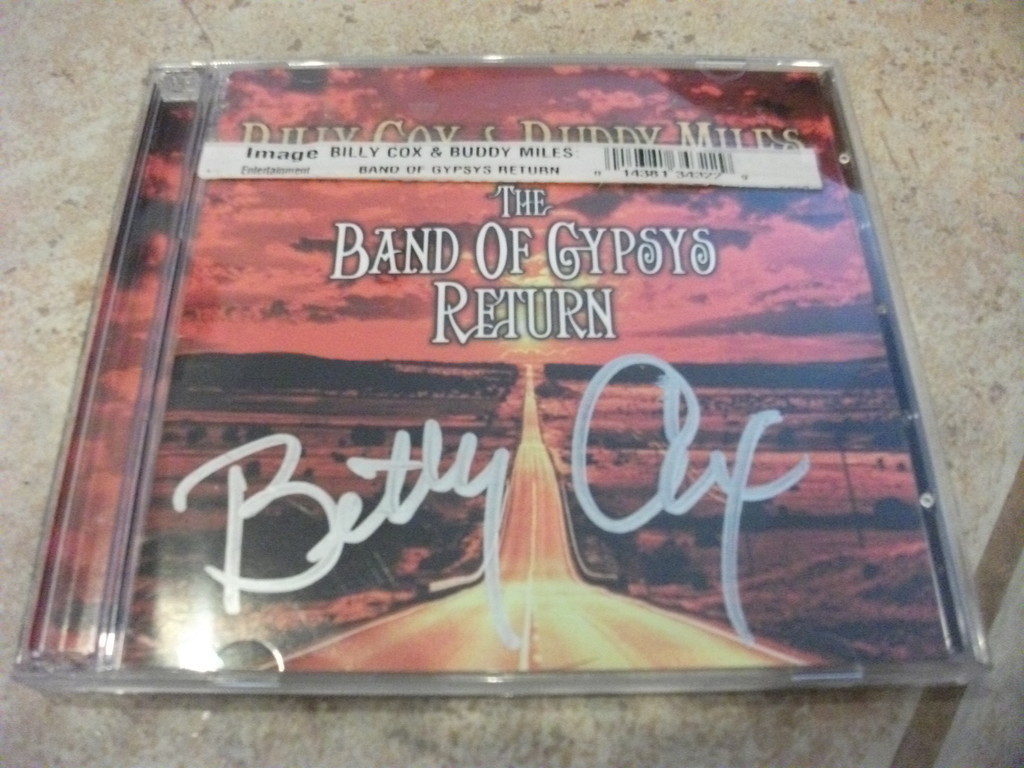 BILLY COX & BUDDY MILES
Image BILLY COX & BUDDY MILES:
Entertainment BAND OF GYPSYS RETURN
0 14381 34322 9
THE
BAND OF GYPSYS
RETURN
Billy Cox